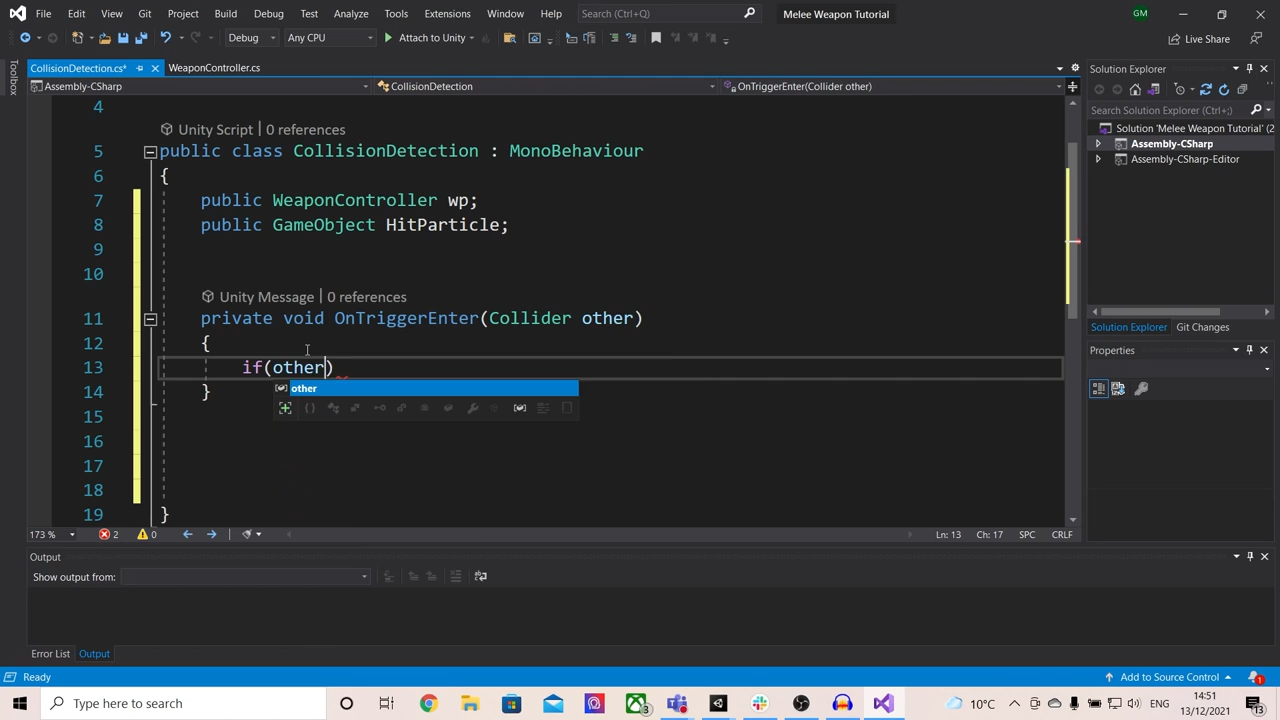 File Edit View Git Project Build Debug Test Analyze Tools Extensions Window Help Search (Ctrl+Q) Melee Weapon Tutorial GM
Debug Any CPU Attach to Unity Live Share
CollisionDetection.cs* WeaponController.cs
Assembly-CSharp CollisionDetection OnTriggerEnter(Collider other)
4
Unity Script | 0 references
5 public class CollisionDetection : MonoBehaviour
6 {
7 public WeaponController wp;
8 public GameObject HitParticle;
9
10
Unity Message | 0 references
11 private void OnTriggerEnter(Collider other)
12 {
13 if(other)
other
14 }
15
16
17
18
19 }
173 % 2 0 Ln: 13 Ch: 17 SPC CRLF
Toolbox
Solution Explorer
Search Solution Explorer (Ctrl+;)
Solution 'Melee Weapon Tutorial' (2
Assembly-CSharp
Assembly-CSharp-Editor
Solution Explorer Git Changes
Properties
Output
Show output from:
Error List Output
Ready Add to Source Control 1
Type here to search 3 10°C ENG 14:51
13/12/2021 13